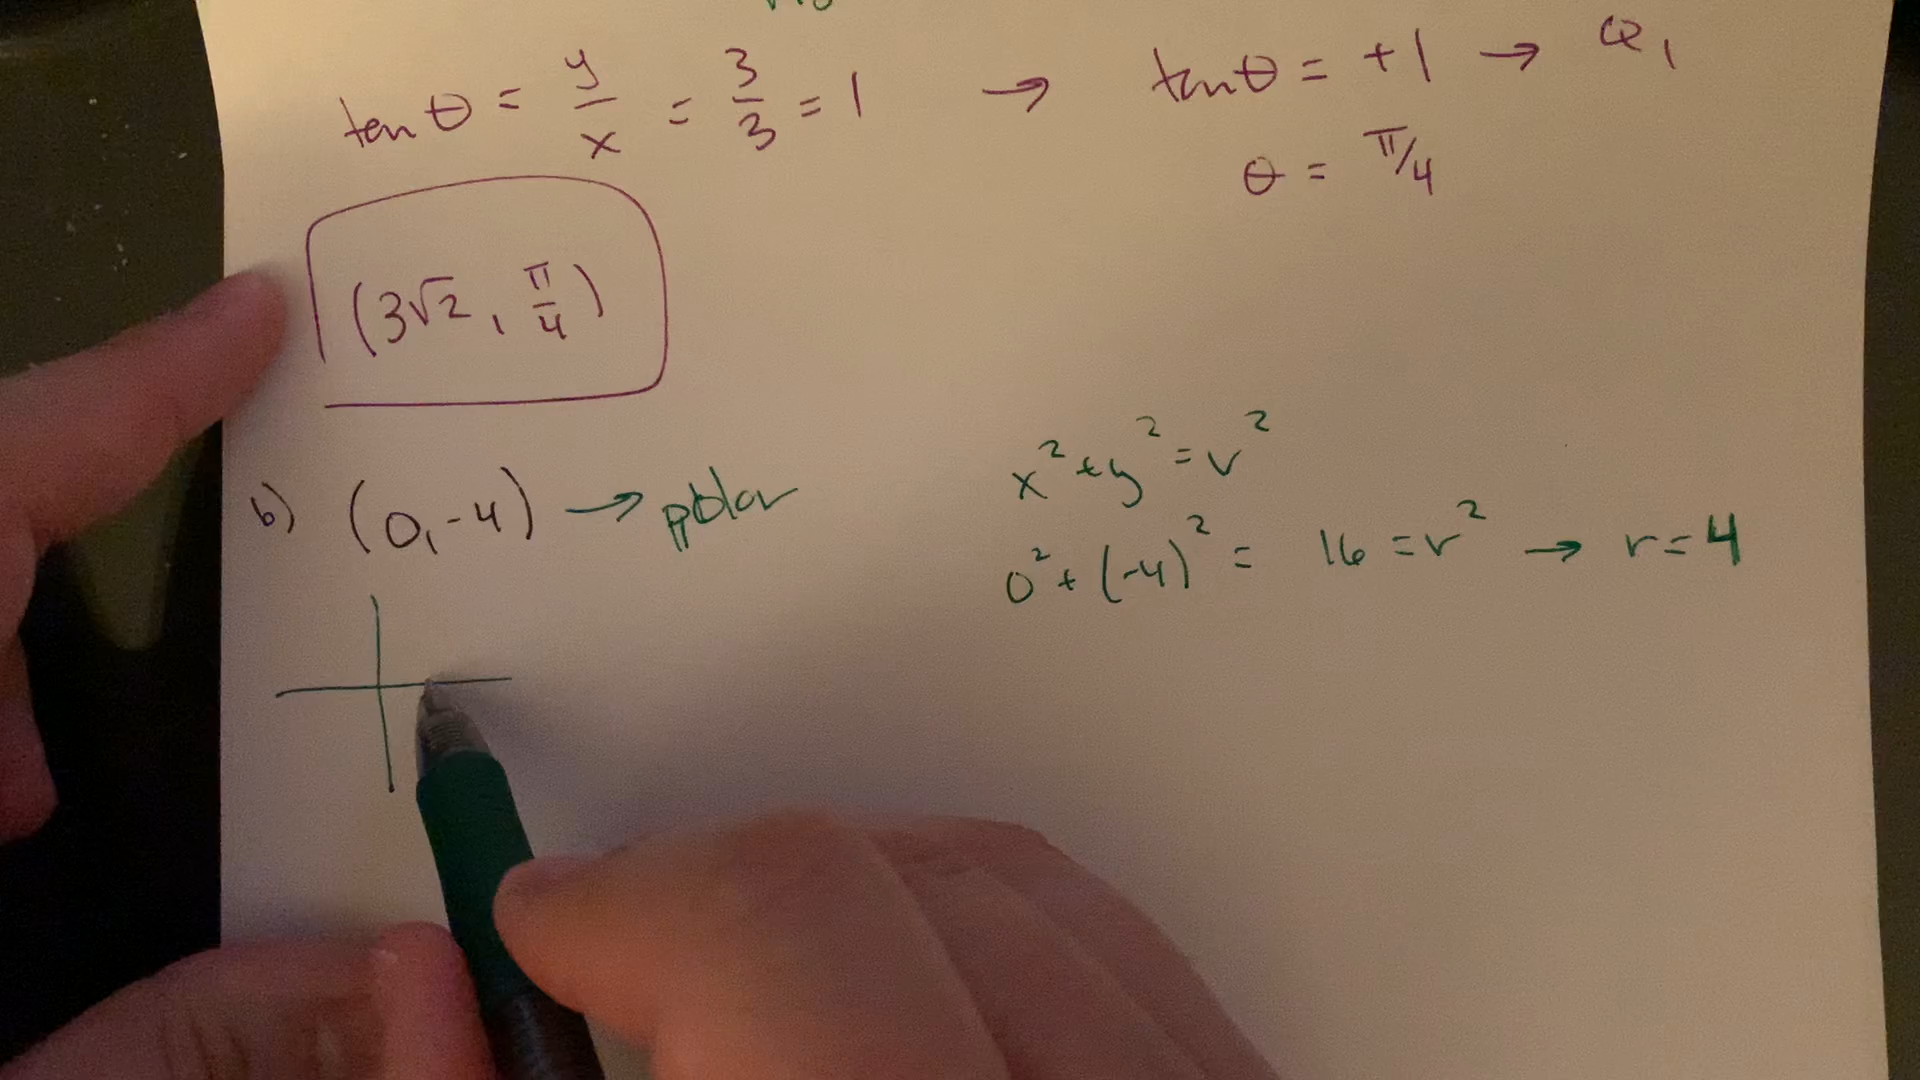 tan θ = y/x = 3/3 = 1 → tan θ = +1 → Q1
θ = π/4
(3√2, π/4)
b) (0, -4) → polar
x² + y² = r²
0² + (-4)² = 16 = r² → r = 4